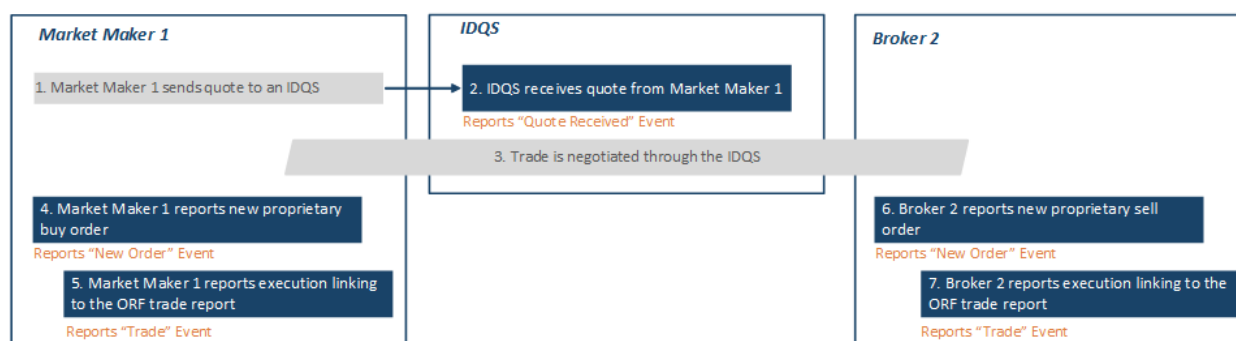 Market Maker 1
IDQS
Broker 2
1. Market Maker 1 sends quote to an IDQS
2. IDQS receives quote from Market Maker 1
Reports “Quote Received” Event
3. Trade is negotiated through the IDQS
4. Market Maker 1 reports new proprietary
buy order
Reports “New Order” Event
5. Market Maker 1 reports execution linking
to the ORF trade report
Reports “Trade” Event
6. Broker 2 reports new proprietary sell
order
Reports “New Order” Event
7. Broker 2 reports execution linking to the
ORF trade report
Reports “Trade” Event